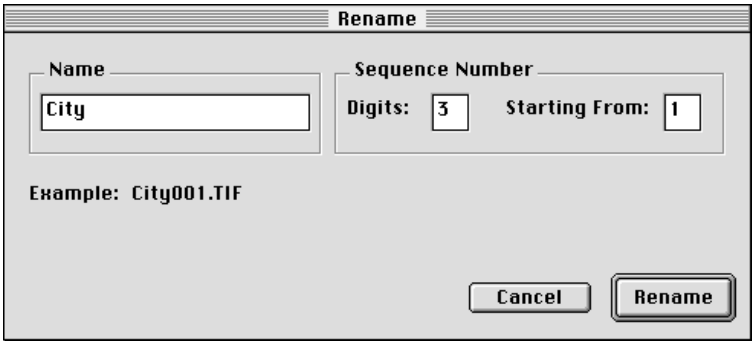 Rename
Name
Sequence Number
City
Digits: 3 Starting From: 1
Example: City001.TIF
Cancel Rename